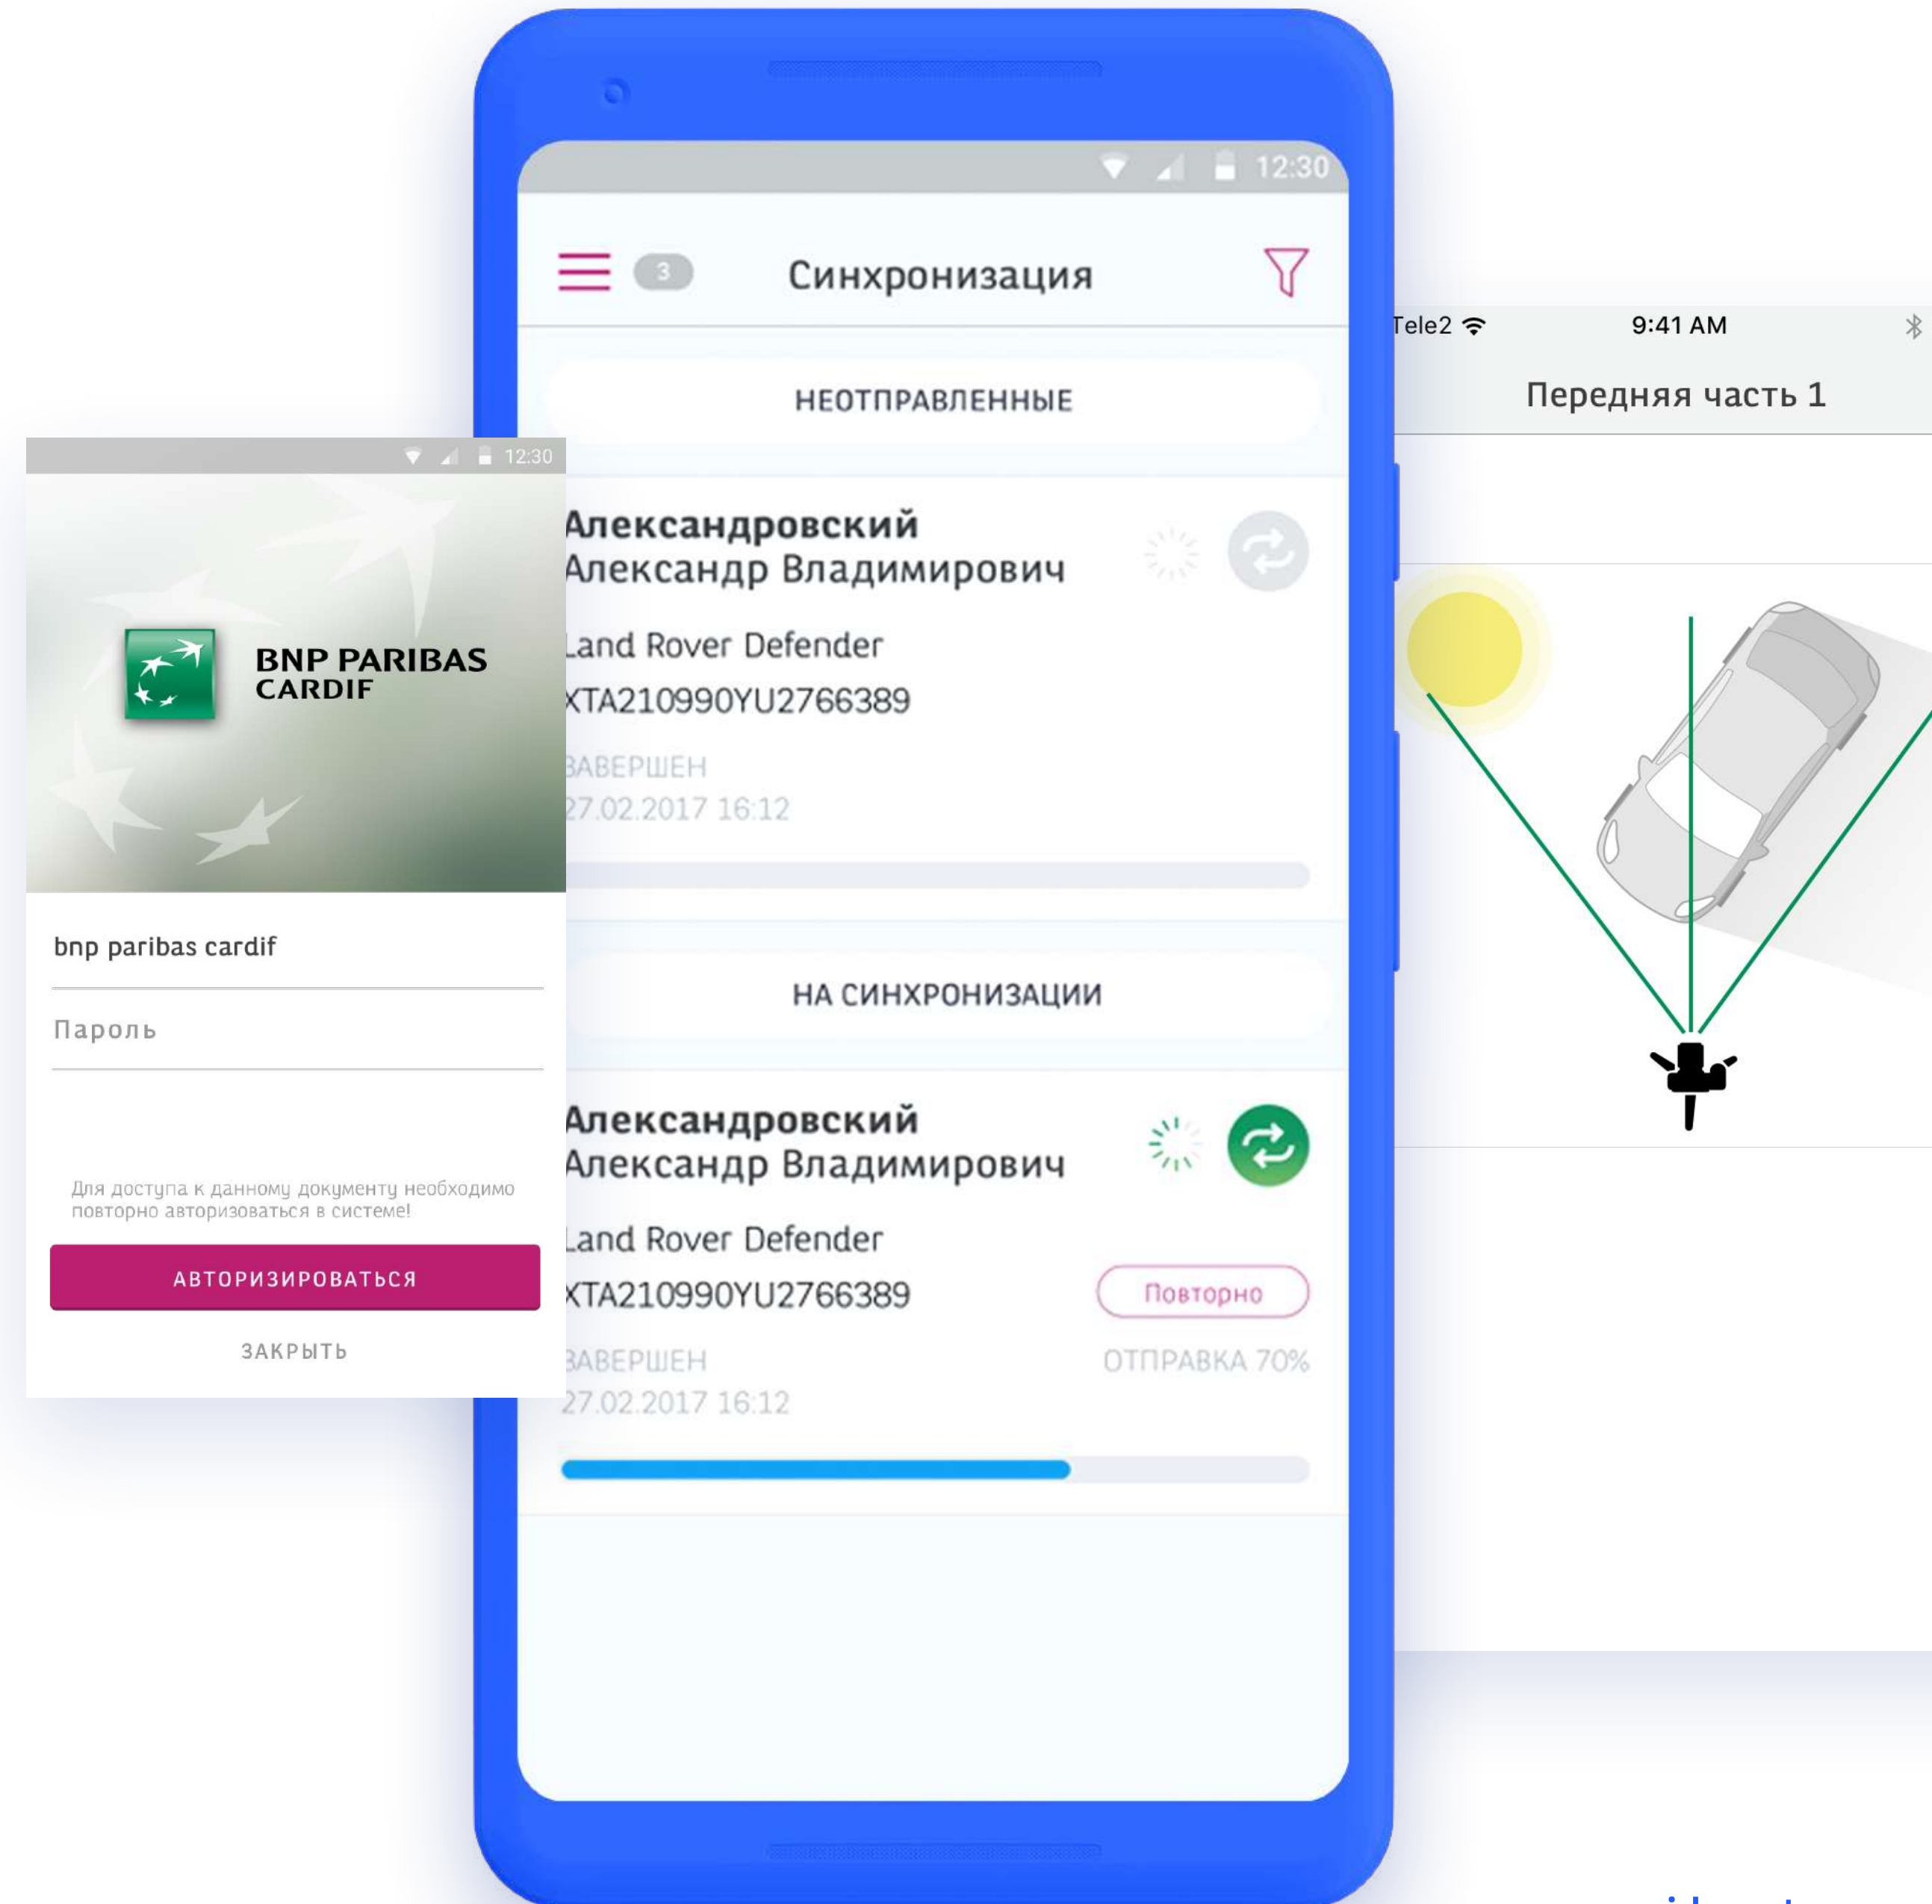 12:30
3
Синхронизация
НЕОТПРАВЛЕННЫЕ
Александровский
Александр Владимирович
Land Rover Defender
XTA210990YU2766389
ЗАВЕРШЕН
27.02.2017 16:12
НА СИНХРОНИЗАЦИИ
Александровский
Александр Владимирович
Land Rover Defender
XTA210990YU2766389
Повторно
ЗАВЕРШЕН
ОТПРАВКА 70%
27.02.2017 16:12
12:30
BNP PARIBAS
CARDIF
bnp paribas cardif
Пароль
Для доступа к данному документу необходимо
повторно авторизоваться в системе!
АВТОРИЗИРОВАТЬСЯ
ЗАКРЫТЬ
Tele2
9:41 AM
Передняя часть 1